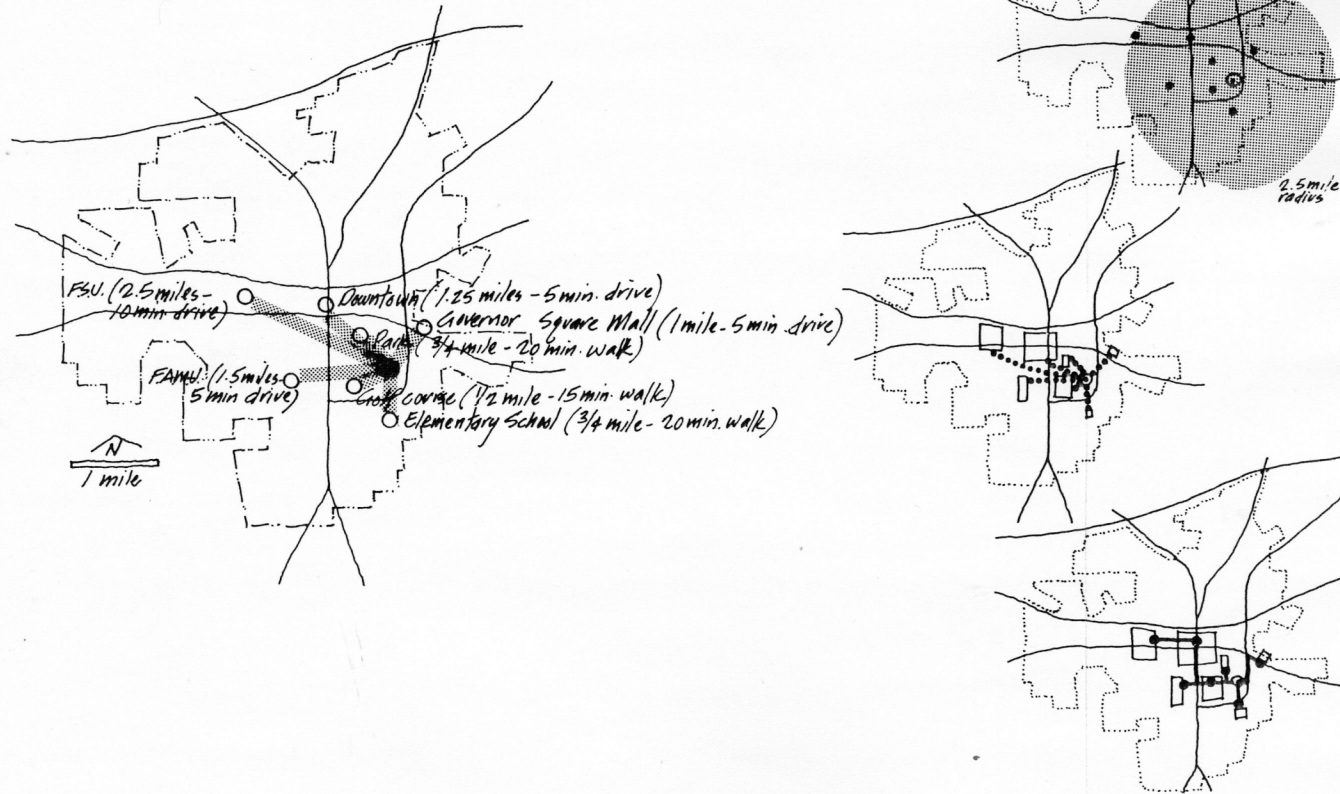 2.5 mile
radius
F.S.U. (2.5 miles-
10 min. drive)
Downtown (1.25 miles - 5 min. drive)
Governor Square Mall (1 mile - 5 min. drive)
Park (3/4 mile - 20 min. walk)
FAMU (1.5 miles-
5 min drive)
Golf course (1/2 mile - 15 min. walk)
Elementary School (3/4 mile - 20 min. walk)
N
1 mile